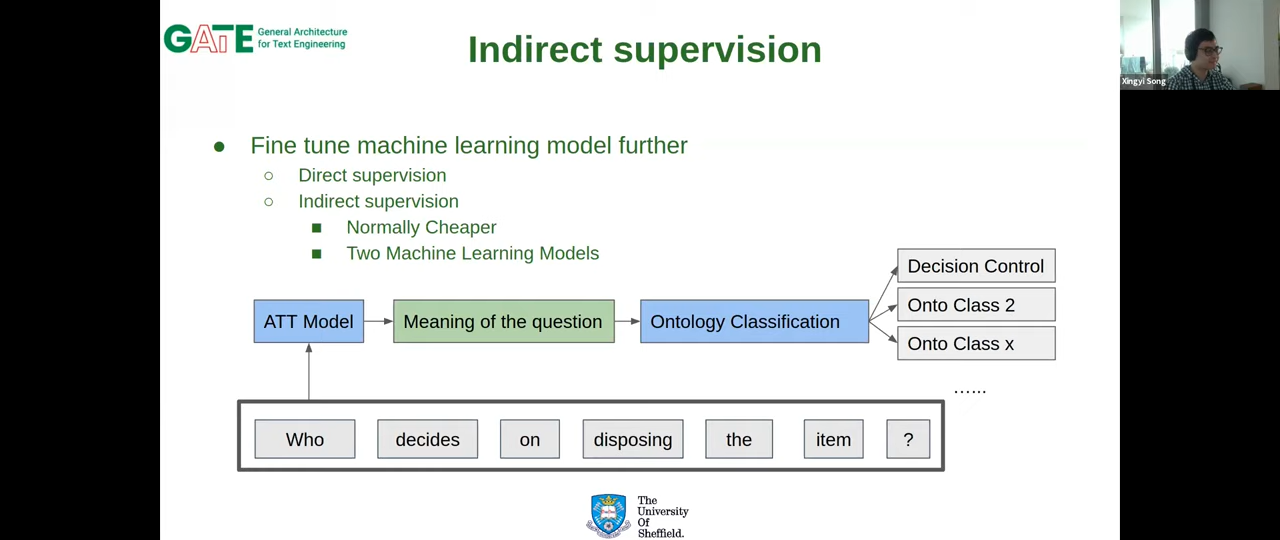 GATE General Architecture
for Text Engineering
Indirect supervision
Xingyi Song
● Fine tune machine learning model further
○ Direct supervision
○ Indirect supervision
■ Normally Cheaper
■ Two Machine Learning Models
Decision Control
Onto Class 2
ATT Model
Meaning of the question
Ontology Classification
Onto Class x
......
Who decides on disposing the item ?
The
University
Of
Sheffield.